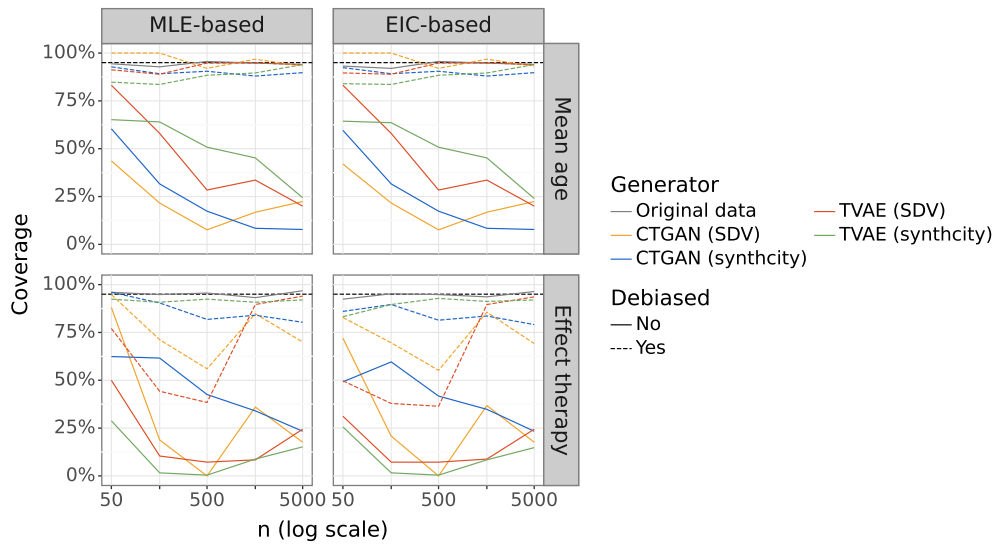 MLE-based
EIC-based
100%
75%
50%
25%
0%
Mean age
100%
75%
50%
25%
0%
Effect therapy
Coverage
50
500
5000
50
500
5000
n (log scale)
Generator
Original data
CTGAN (SDV)
CTGAN (synthcity)
TVAE (SDV)
TVAE (synthcity)
Debiased
No
Yes